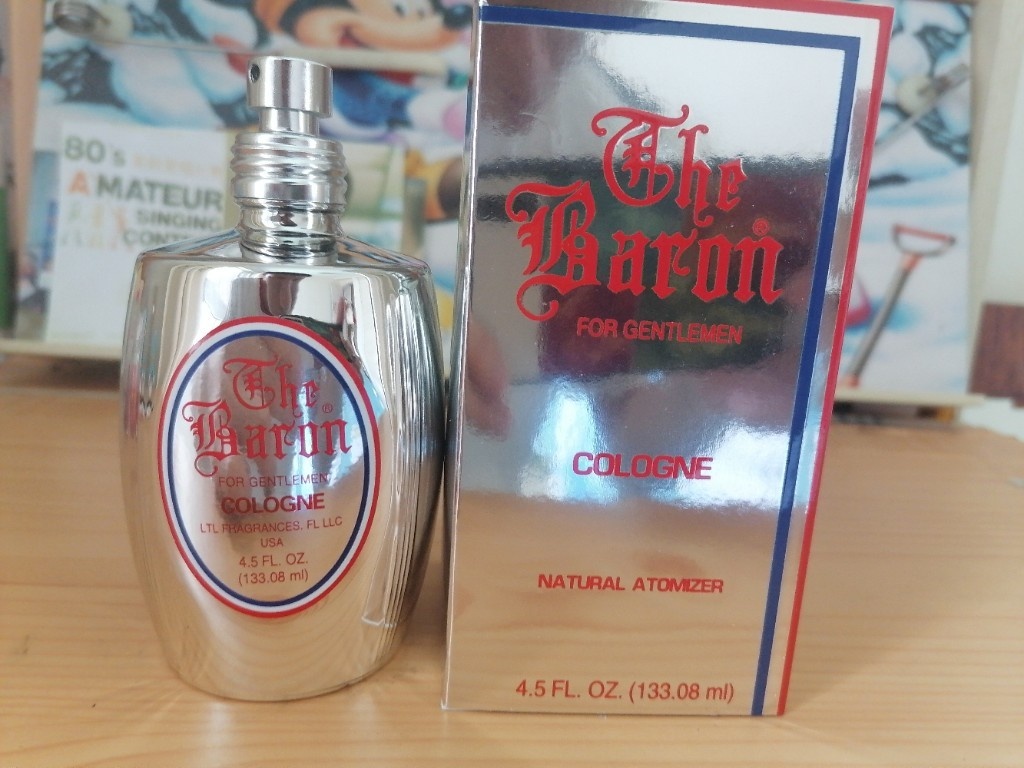 80's
AMATEUR
SINGING
The
Baron®
FOR GENTLEMEN
COLOGNE
LTL FRAGRANCES, FL LLC
USA
4.5 FL. OZ.
(133.08 ml)
The
Baron®
FOR GENTLEMEN
COLOGNE
NATURAL ATOMIZER
4.5 FL. OZ. (133.08 ml)